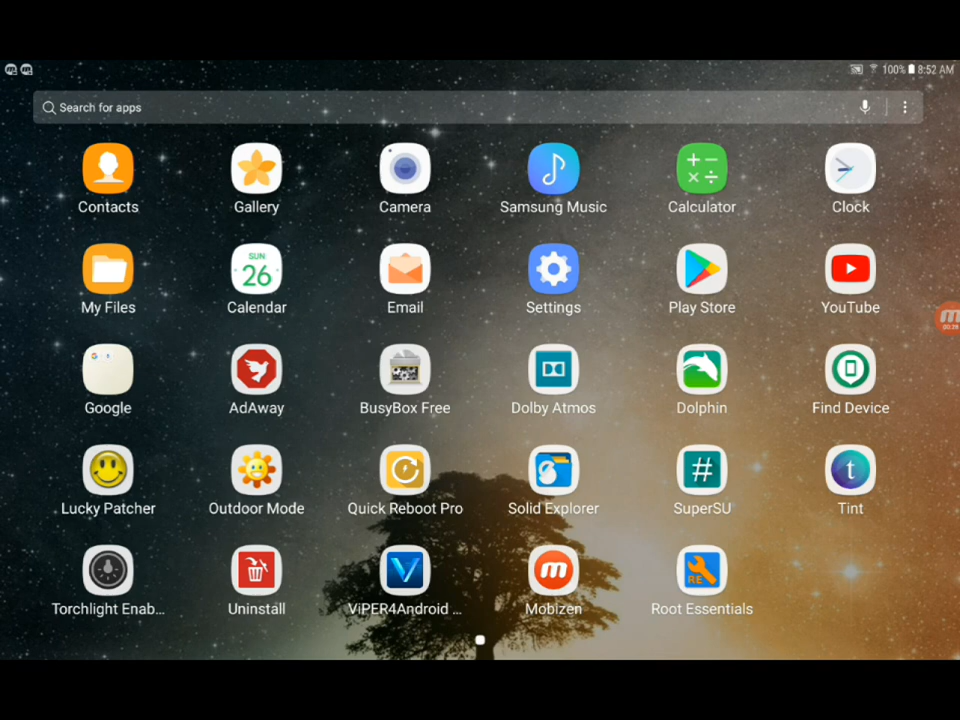 100% 8:52 AM
Search for apps
Contacts
Gallery
Camera
Samsung Music
Calculator
Clock
SUN
26
My Files
Calendar
Email
Settings
Play Store
YouTube
Google
AdAway
BusyBox Free
Dolby Atmos
Dolphin
Find Device
#
t
Lucky Patcher
Outdoor Mode
Quick Reboot Pro
Solid Explorer
SuperSU
Tint
RE
Torchlight Enab...
Uninstall
ViPER4Android ...
Mobizen
Root Essentials